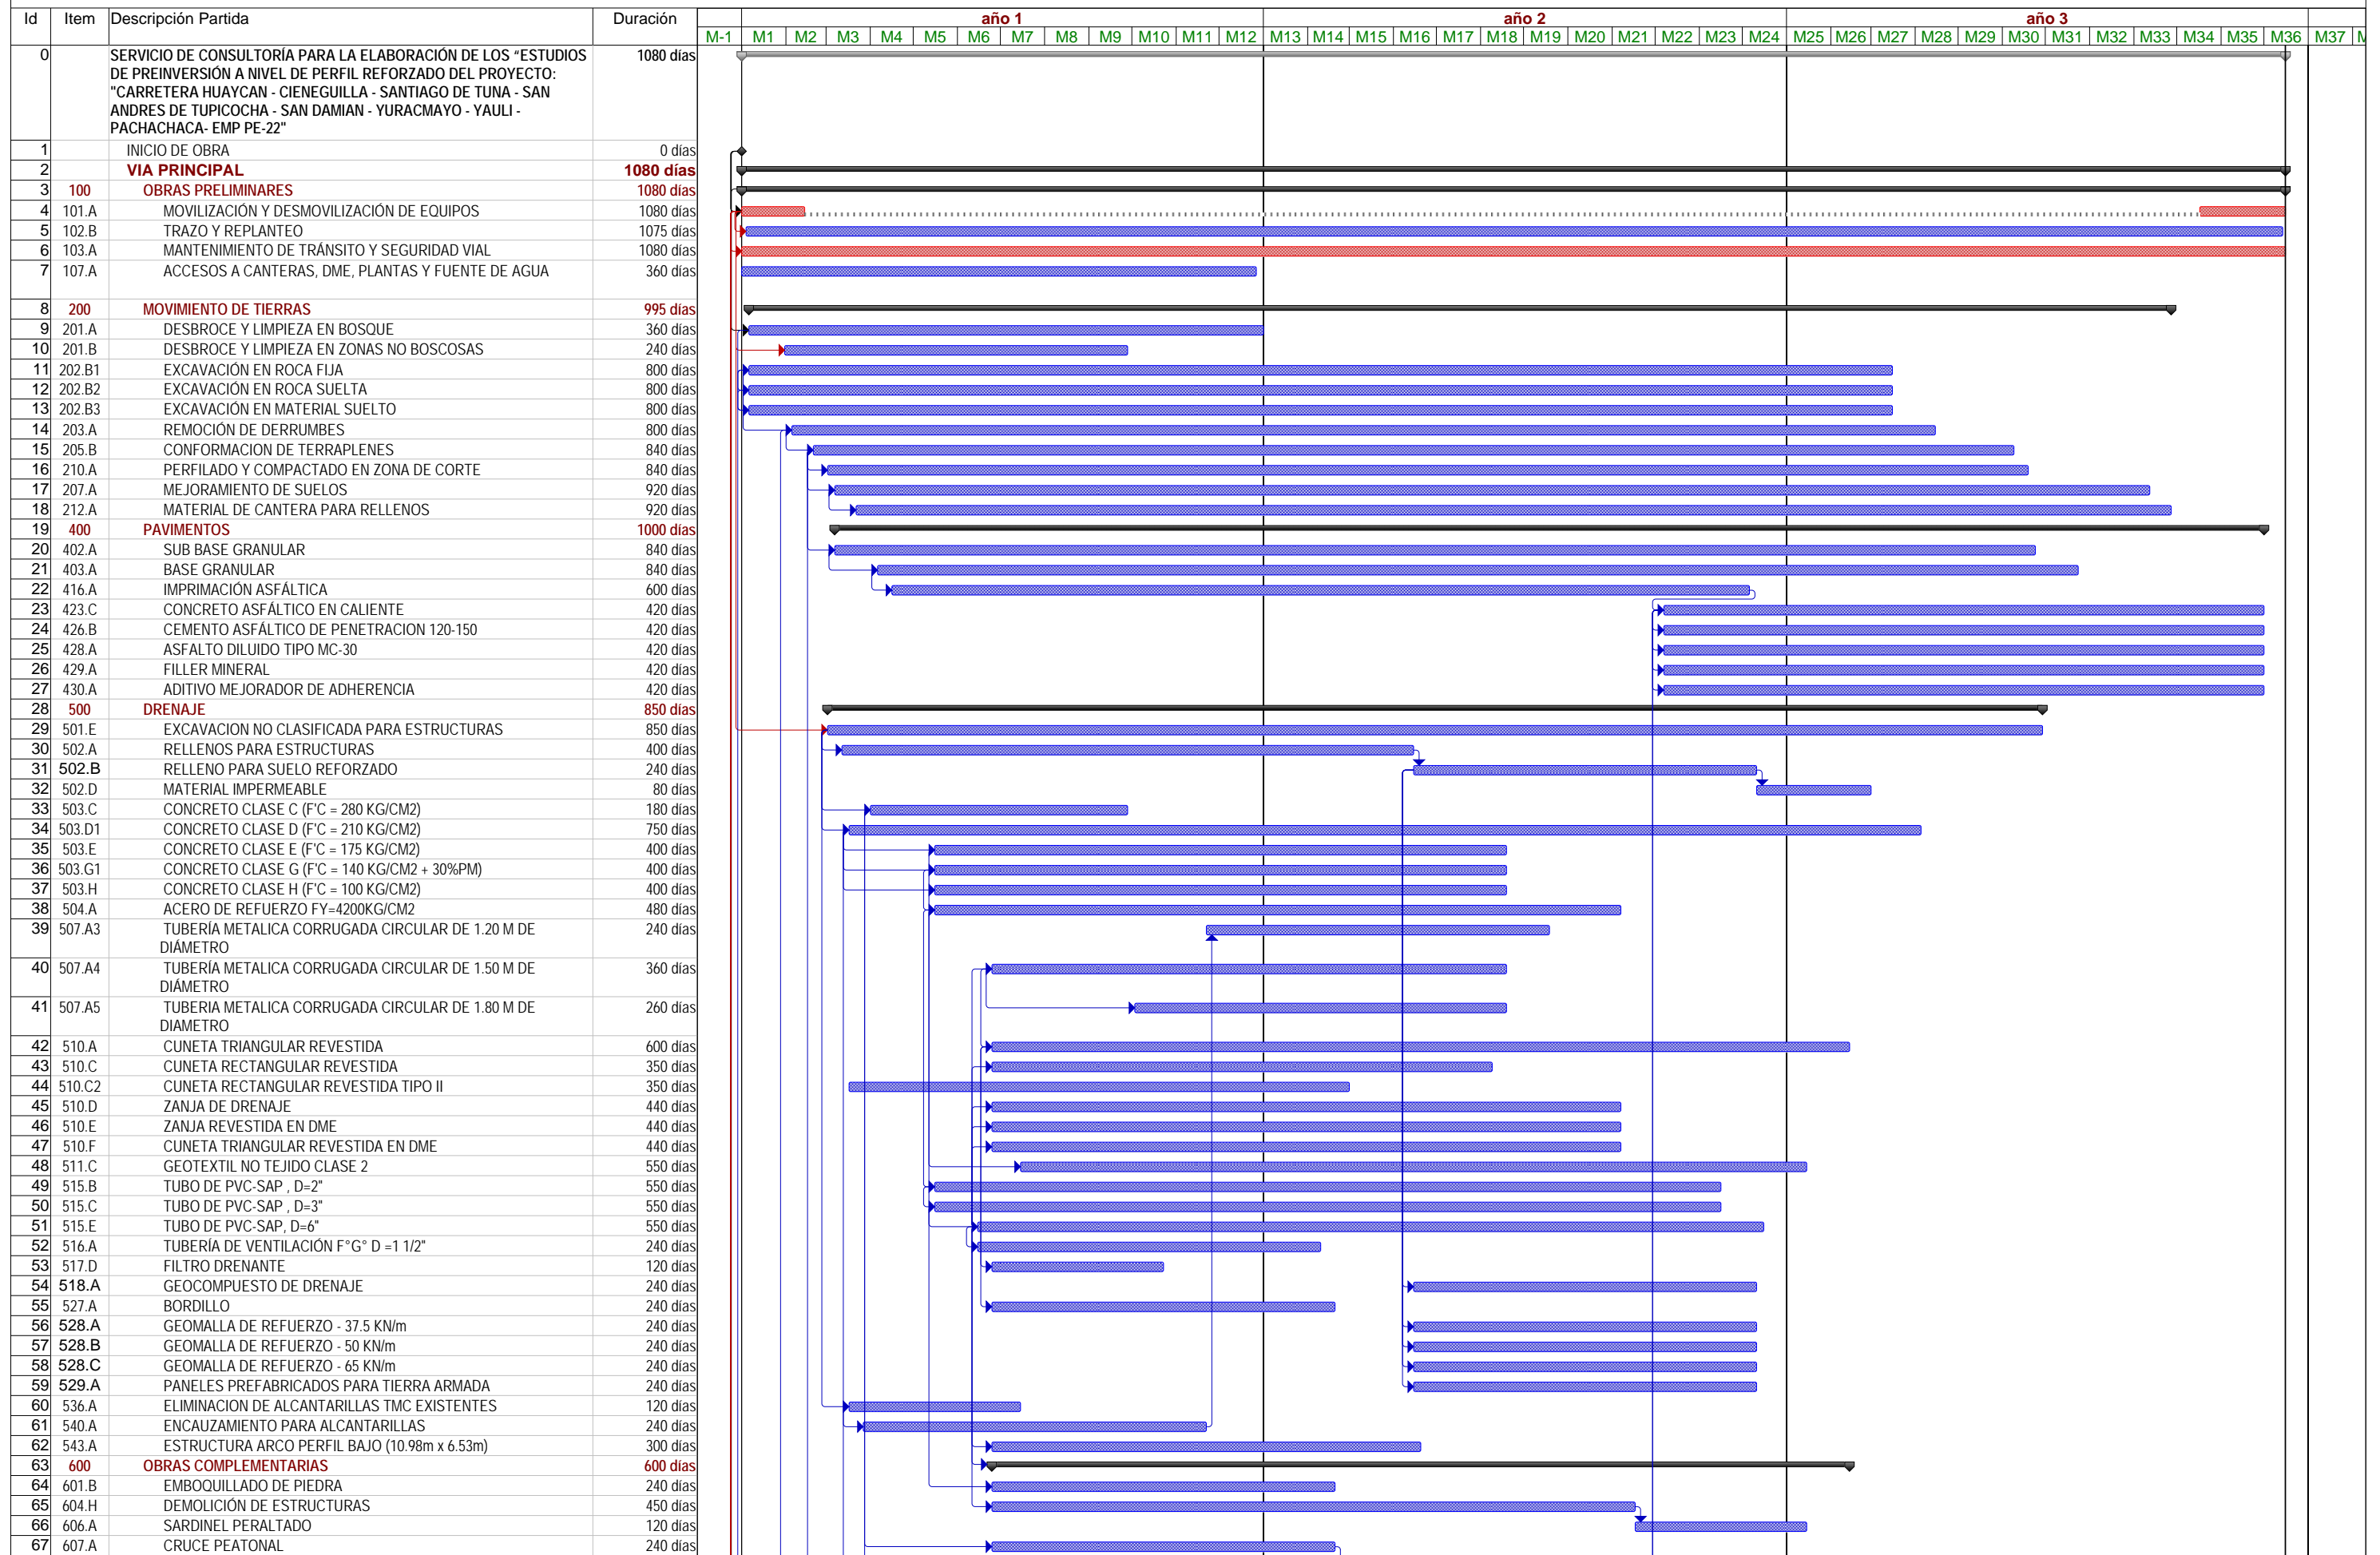 Id Item Descripción Partida Duración año 1 año 2 año 3
M-1 M1 M2 M3 M4 M5 M6 M7 M8 M9 M10 M11 M12 M13 M14 M15 M16 M17 M18 M19 M20 M21 M22 M23 M24 M25 M26 M27 M28 M29 M30 M31 M32 M33 M34 M35 M36 M37
0 SERVICIO DE CONSULTORÍA PARA LA ELABORACIÓN DE LOS “ESTUDIOS 1080 días
DE PREINVERSIÓN A NIVEL DE PERFIL REFORZADO DEL PROYECTO:
"CARRETERA HUAYCAN - CIENEGUILLA - SANTIAGO DE TUNA - SAN
ANDRES DE TUPICOCHA - SAN DAMIAN - YURACMAYO - YAULI -
PACHACHACA- EMP PE-22"
1 INICIO DE OBRA 0 días
2 VIA PRINCIPAL 1080 días
3 100 OBRAS PRELIMINARES 1080 días
4 101.A MOVILIZACIÓN Y DESMOVILIZACIÓN DE EQUIPOS 1080 días
5 102.B TRAZO Y REPLANTEO 1075 días
6 103.A MANTENIMIENTO DE TRÁNSITO Y SEGURIDAD VIAL 1080 días
7 107.A ACCESOS A CANTERAS, DME, PLANTAS Y FUENTE DE AGUA 360 días
8 200 MOVIMIENTO DE TIERRAS 995 días
9 201.A DESBROCE Y LIMPIEZA EN BOSQUE 360 días
10 201.B DESBROCE Y LIMPIEZA EN ZONAS NO BOSCOSAS 240 días
11 202.B1 EXCAVACIÓN EN ROCA FIJA 800 días
12 202.B2 EXCAVACIÓN EN ROCA SUELTA 800 días
13 202.B3 EXCAVACIÓN EN MATERIAL SUELTO 800 días
14 203.A REMOCIÓN DE DERRUMBES 800 días
15 205.B CONFORMACION DE TERRAPLENES 840 días
16 210.A PERFILADO Y COMPACTADO EN ZONA DE CORTE 840 días
17 207.A MEJORAMIENTO DE SUELOS 920 días
18 212.A MATERIAL DE CANTERA PARA RELLENOS 920 días
19 400 PAVIMENTOS 1000 días
20 402.A SUB BASE GRANULAR 840 días
21 403.A BASE GRANULAR 840 días
22 416.A IMPRIMACIÓN ASFÁLTICA 600 días
23 423.C CONCRETO ASFÁLTICO EN CALIENTE 420 días
24 426.B CEMENTO ASFÁLTICO DE PENETRACION 120-150 420 días
25 428.A ASFALTO DILUIDO TIPO MC-30 420 días
26 429.A FILLER MINERAL 420 días
27 430.A ADITIVO MEJORADOR DE ADHERENCIA 420 días
28 500 DRENAJE 850 días
29 501.E EXCAVACION NO CLASIFICADA PARA ESTRUCTURAS 850 días
30 502.A RELLENOS PARA ESTRUCTURAS 400 días
31 502.B RELLENO PARA SUELO REFORZADO 240 días
32 502.D MATERIAL IMPERMEABLE 80 días
33 503.C CONCRETO CLASE C (F'C = 280 KG/CM2) 180 días
34 503.D1 CONCRETO CLASE D (F'C = 210 KG/CM2) 750 días
35 503.E CONCRETO CLASE E (F'C = 175 KG/CM2) 400 días
36 503.G1 CONCRETO CLASE G (F'C = 140 KG/CM2 + 30%PM) 400 días
37 503.H CONCRETO CLASE H (F'C = 100 KG/CM2) 400 días
38 504.A ACERO DE REFUERZO FY=4200KG/CM2 480 días
39 507.A3 TUBERÍA METALICA CORRUGADA CIRCULAR DE 1.20 M DE 240 días
DIÁMETRO
40 507.A4 TUBERÍA METALICA CORRUGADA CIRCULAR DE 1.50 M DE 360 días
DIÁMETRO
41 507.A5 TUBERIA METALICA CORRUGADA CIRCULAR DE 1.80 M DE 260 días
DIAMETRO
42 510.A CUNETA TRIANGULAR REVESTIDA 600 días
43 510.C CUNETA RECTANGULAR REVESTIDA 350 días
44 510.C2 CUNETA RECTANGULAR REVESTIDA TIPO II 350 días
45 510.D ZANJA DE DRENAJE 440 días
46 510.E ZANJA REVESTIDA EN DME 440 días
47 510.F CUNETA TRIANGULAR REVESTIDA EN DME 440 días
48 511.C GEOTEXTIL NO TEJIDO CLASE 2 550 días
49 515.B TUBO DE PVC-SAP , D=2" 550 días
50 515.C TUBO DE PVC-SAP , D=3" 550 días
51 515.E TUBO DE PVC-SAP, D=6" 550 días
52 516.A TUBERÍA DE VENTILACIÓN F°G° D =1 1/2" 240 días
53 517.D FILTRO DRENANTE 120 días
54 518.A GEOCOMPUESTO DE DRENAJE 240 días
55 527.A BORDILLO 240 días
56 528.A GEOMALLA DE REFUERZO - 37.5 KN/m 240 días
57 528.B GEOMALLA DE REFUERZO - 50 KN/m 240 días
58 528.C GEOMALLA DE REFUERZO - 65 KN/m 240 días
59 529.A PANELES PREFABRICADOS PARA TIERRA ARMADA 240 días
60 536.A ELIMINACION DE ALCANTARILLAS TMC EXISTENTES 120 días
61 540.A ENCAUZAMIENTO PARA ALCANTARILLAS 240 días
62 543.A ESTRUCTURA ARCO PERFIL BAJO (10.98m x 6.53m) 300 días
63 600 OBRAS COMPLEMENTARIAS 600 días
64 601.B EMBOQUILLADO DE PIEDRA 240 días
65 604.H DEMOLICIÓN DE ESTRUCTURAS 450 días
66 606.A SARDINEL PERALTADO 120 días
67 607.A CRUCE PEATONAL 240 días